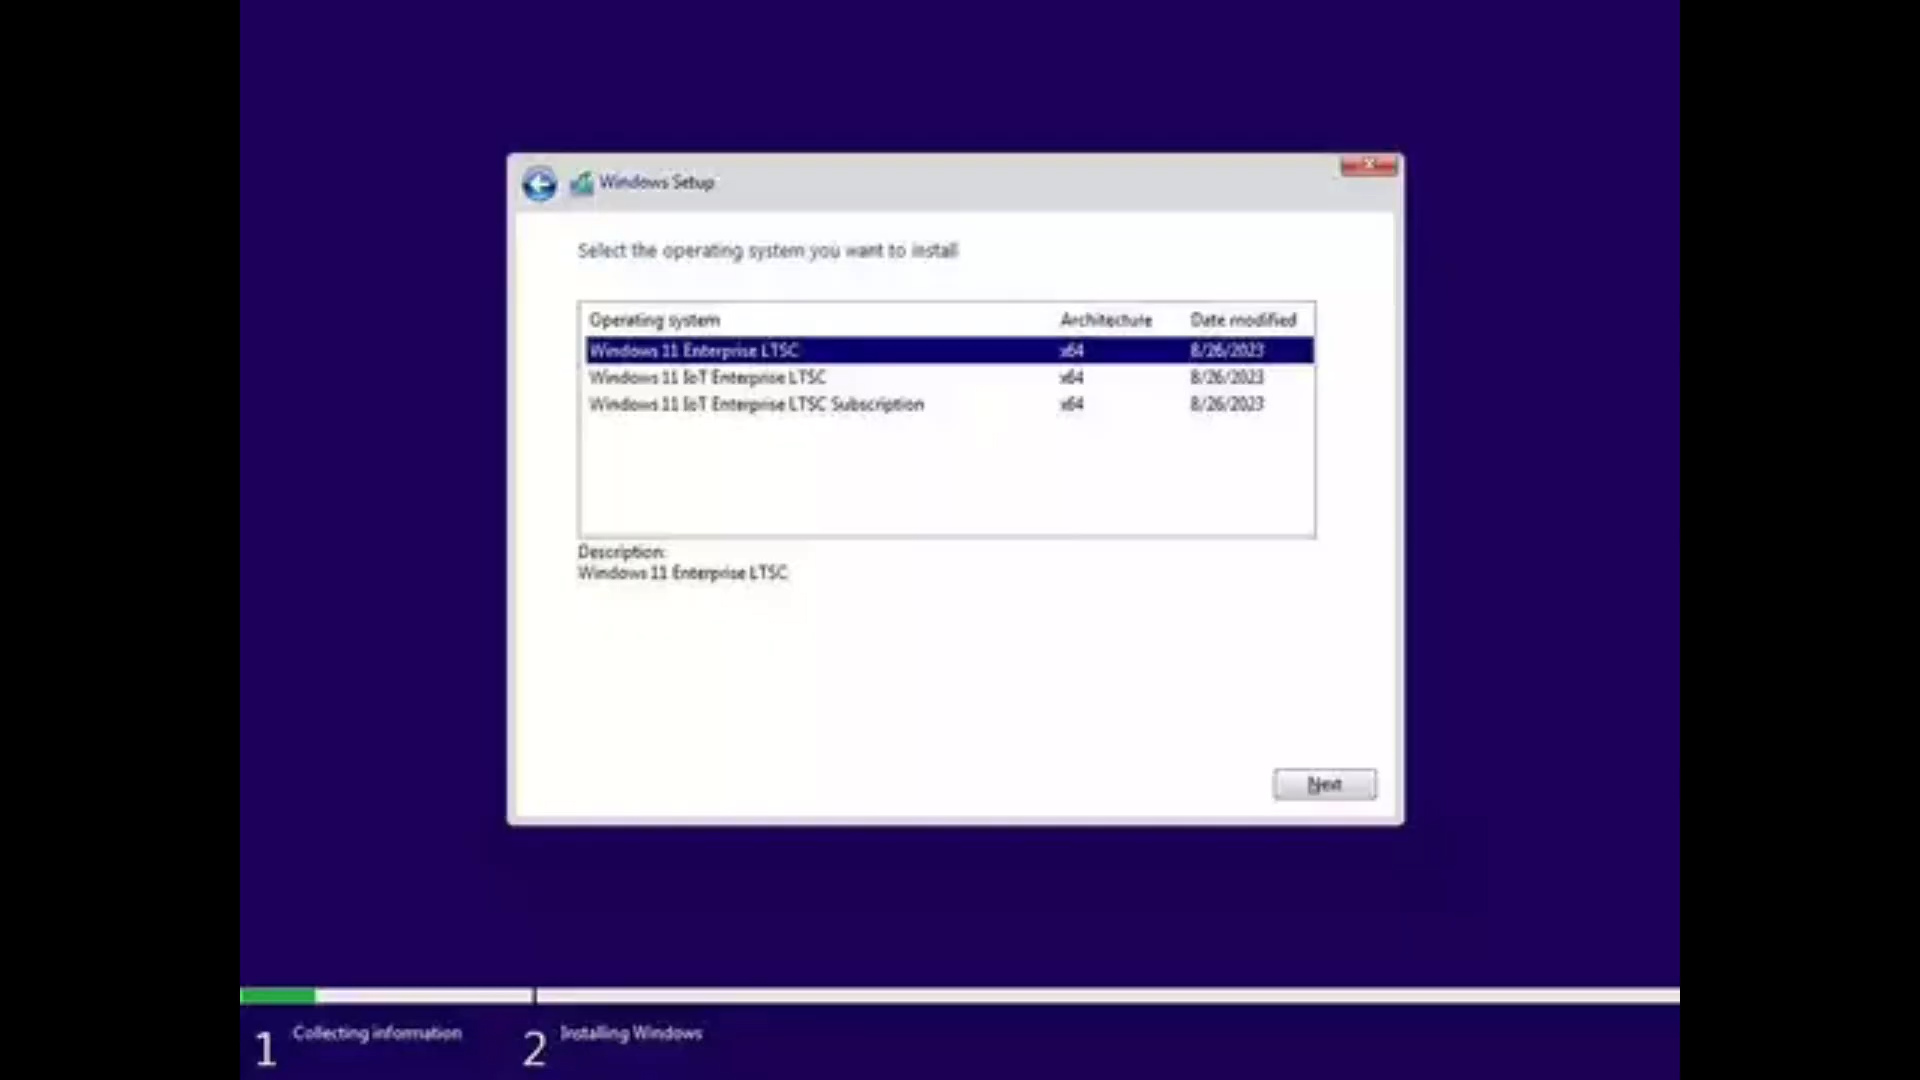 Windows Setup
Select the operating system you want to install
Operating system Architecture Date modified
Windows 11 Enterprise LTSC x64 8/26/2023
Windows 11 IoT Enterprise LTSC x64 8/26/2023
Windows 11 IoT Enterprise LTSC Subscription x64 8/26/2023
Description:
Windows 11 Enterprise LTSC
Next
1 Collecting information 2 Installing Windows